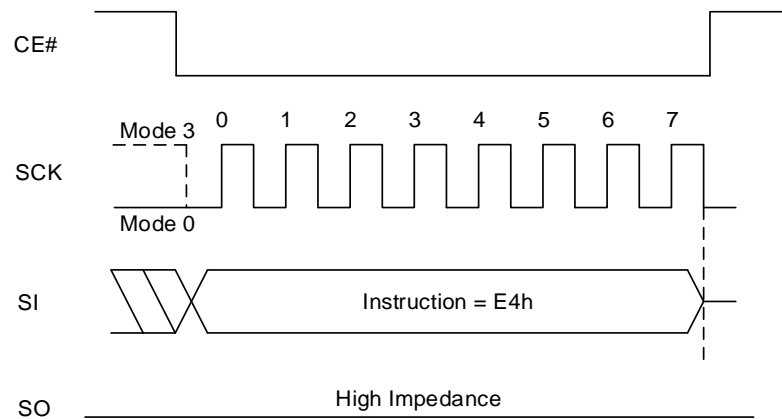 CE#
Mode 3
0 1 2 3 4 5 6 7
SCK
Mode 0
SI
Instruction = E4h
SO
High Impedance